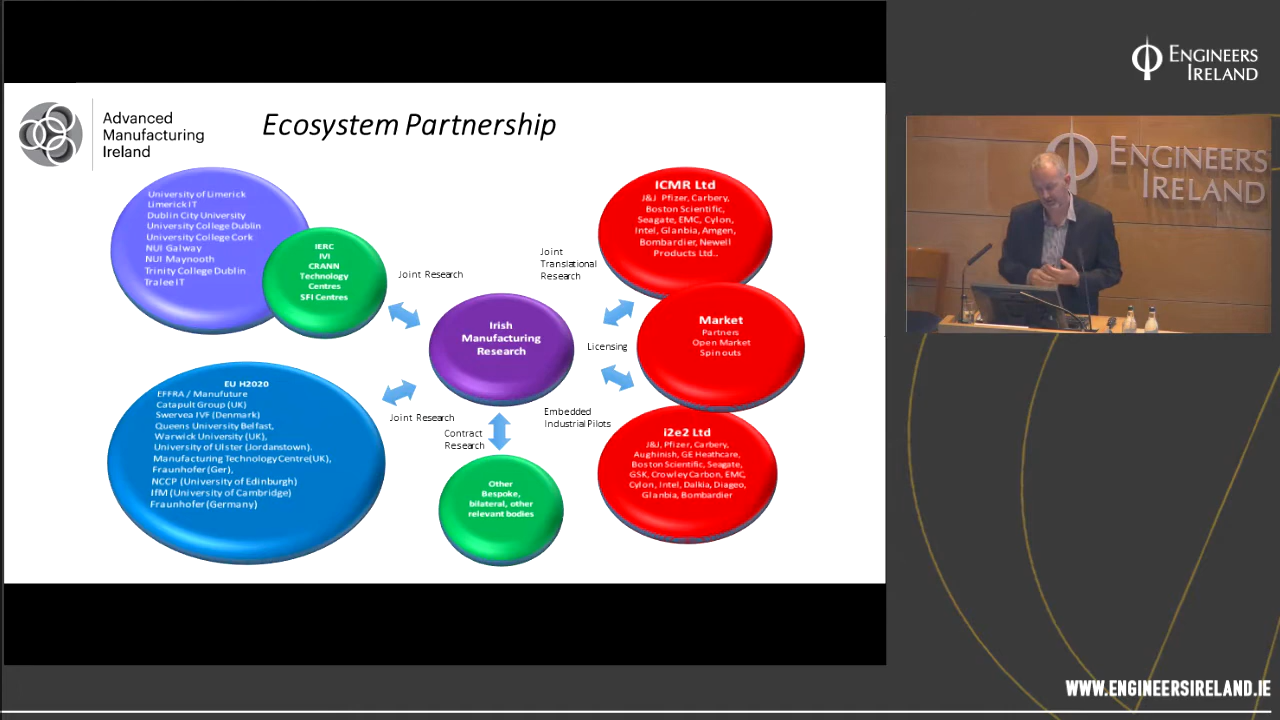 Advanced
Manufacturing
Ireland
Ecosystem Partnership
University of Limerick
Limerick IT
Dublin City University
University College Dublin
University College Cork
NUI Galway
NUI Maynooth
Trinity College Dublin
Tralee IT
IERC
IVI
CRANN
Technology
Centres
SFI Centres
Joint Research
Joint
Translational
Research
ICMR Ltd
J&J Pfizer, Carbery,
Boston Scientific,
Seagate, EMC, Cylon,
Intel, Glanbia, Amgen,
Bombardier, Newell
Products Ltd..
Irish
Manufacturing
Research
Licensing
Market
Partners
Open Market
Spin outs
EU H2020
EFFRA / Manufuture
Catapult Group (UK)
Swervea IVF (Denmark)
Queens University Belfast,
Warwick University (UK),
University of Ulster (Jordanstown).
Manufacturing Technology Centre(UK),
Fraunhofer (Ger),
NCCP (University of Edinburgh)
IfM (University of Cambridge)
Fraunhofer (Germany)
Joint Research
Contract
Research
Embedded
Industrial Pilots
i2e2 Ltd
J&J, Pfizer, Carbery,
Aughinish, GE Heathcare,
Boston Scientific, Seagate,
GSK, Crowley Carbon, EMC,
Cylon, Intel, Dalkia, Diageo,
Glanbia, Bombardier
Other
Bespoke,
bilateral, other
relevant bodies
ENGINEERS
IRELAND
ENGINEERS
IRELAND
WWW.ENGINEERSIRELAND.IE